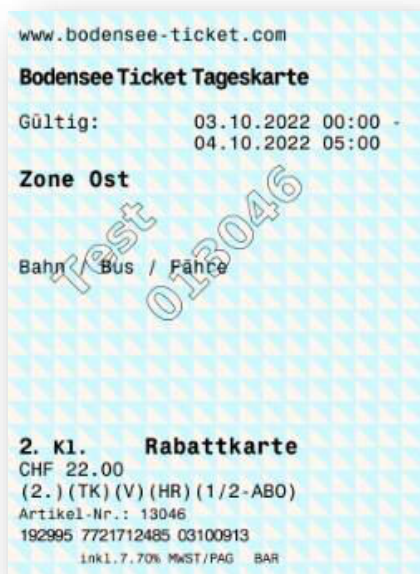 www.bodensee-ticket.com
Bodensee Ticket Tageskarte
Gültig: 03.10.2022 00:00 -
04.10.2022 05:00
Zone Ost
Test
013046
Bahn / Bus / Fähre
2. Kl. Rabattkarte
CHF 22.00
(2.)(TK)(V)(HR)(1/2-ABO)
Artikel-Nr.: 13046
192995 7721712485 03100913
inkl.7.70% MWST/PAG BAR